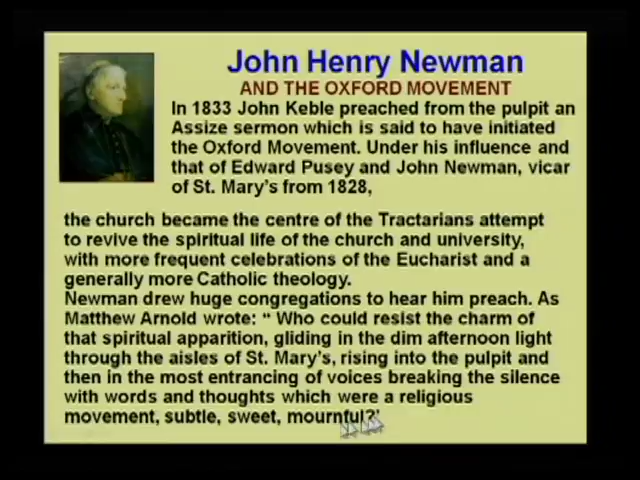 John Henry Newman
AND THE OXFORD MOVEMENT
In 1833 John Keble preached from the pulpit an
Assize sermon which is said to have initiated
the Oxford Movement. Under his influence and
that of Edward Pusey and John Newman, vicar
of St. Mary's from 1828,
the church became the centre of the Tractarians attempt
to revive the spiritual life of the church and university,
with more frequent celebrations of the Eucharist and a
generally more Catholic theology.
Newman drew huge congregations to hear him preach. As
Matthew Arnold wrote: “ Who could resist the charm of
that spiritual apparition, gliding in the dim afternoon light
through the aisles of St. Mary's, rising into the pulpit and
then in the most entrancing of voices breaking the silence
with words and thoughts which were a religious
movement, subtle, sweet, mournful?'